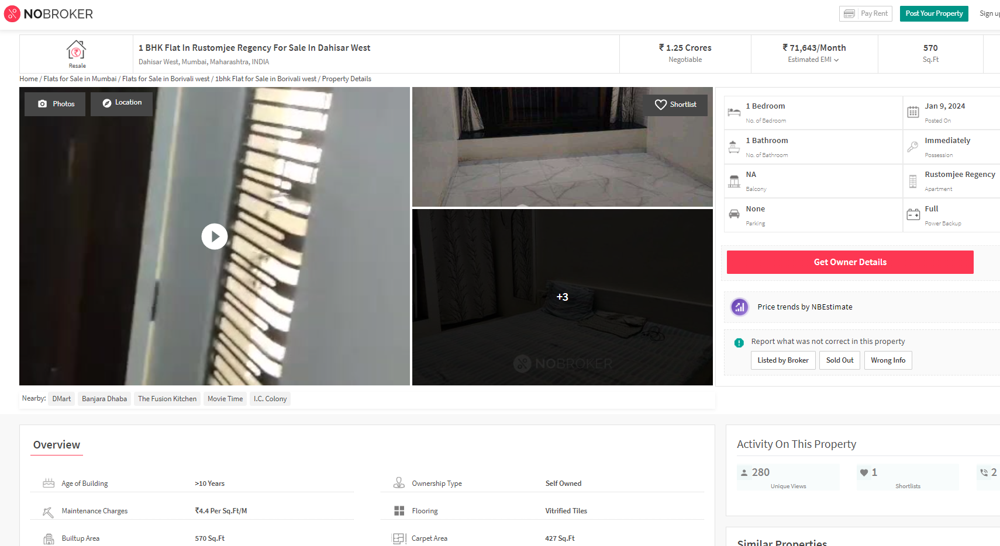 NOBROKER
Pay Rent
Post Your Property
Sign up
Resale
1 BHK Flat In Rustomjee Regency For Sale In Dahisar West
Dahisar West, Mumbai, Maharashtra, INDIA
₹ 1.25 Crores
Negotiable
₹ 71,643/Month
Estimated EMI
570
Sq.Ft
Home / Flats for Sale in Mumbai / Flats for Sale in Borivali west / 1bhk Flat for Sale in Borivali west / Property Details
Photos
Location
Shortlist
+3
NOBROKER
1 Bedroom
No. of Bedroom
Jan 9, 2024
Posted On
1 Bathroom
No. of Bathroom
Immediately
Possession
NA
Balcony
Rustomjee Regency
Apartment
None
Parking
Full
Power Backup
Get Owner Details
Price trends by NBEstimate
Report what was not correct in this property
Listed by Broker
Sold Out
Wrong Info
Nearby: DMart Banjara Dhaba The Fusion Kitchen Movie Time I.C. Colony
Overview
Age of Building >10 Years
Ownership Type Self Owned
Maintenance Charges ₹4.4 Per Sq.Ft/M
Flooring Vitrified Tiles
Builtup Area 570 Sq.Ft
Carpet Area 427 Sq.Ft
Activity On This Property
280
Unique Views
1
Shortlists
2
Similar Properties